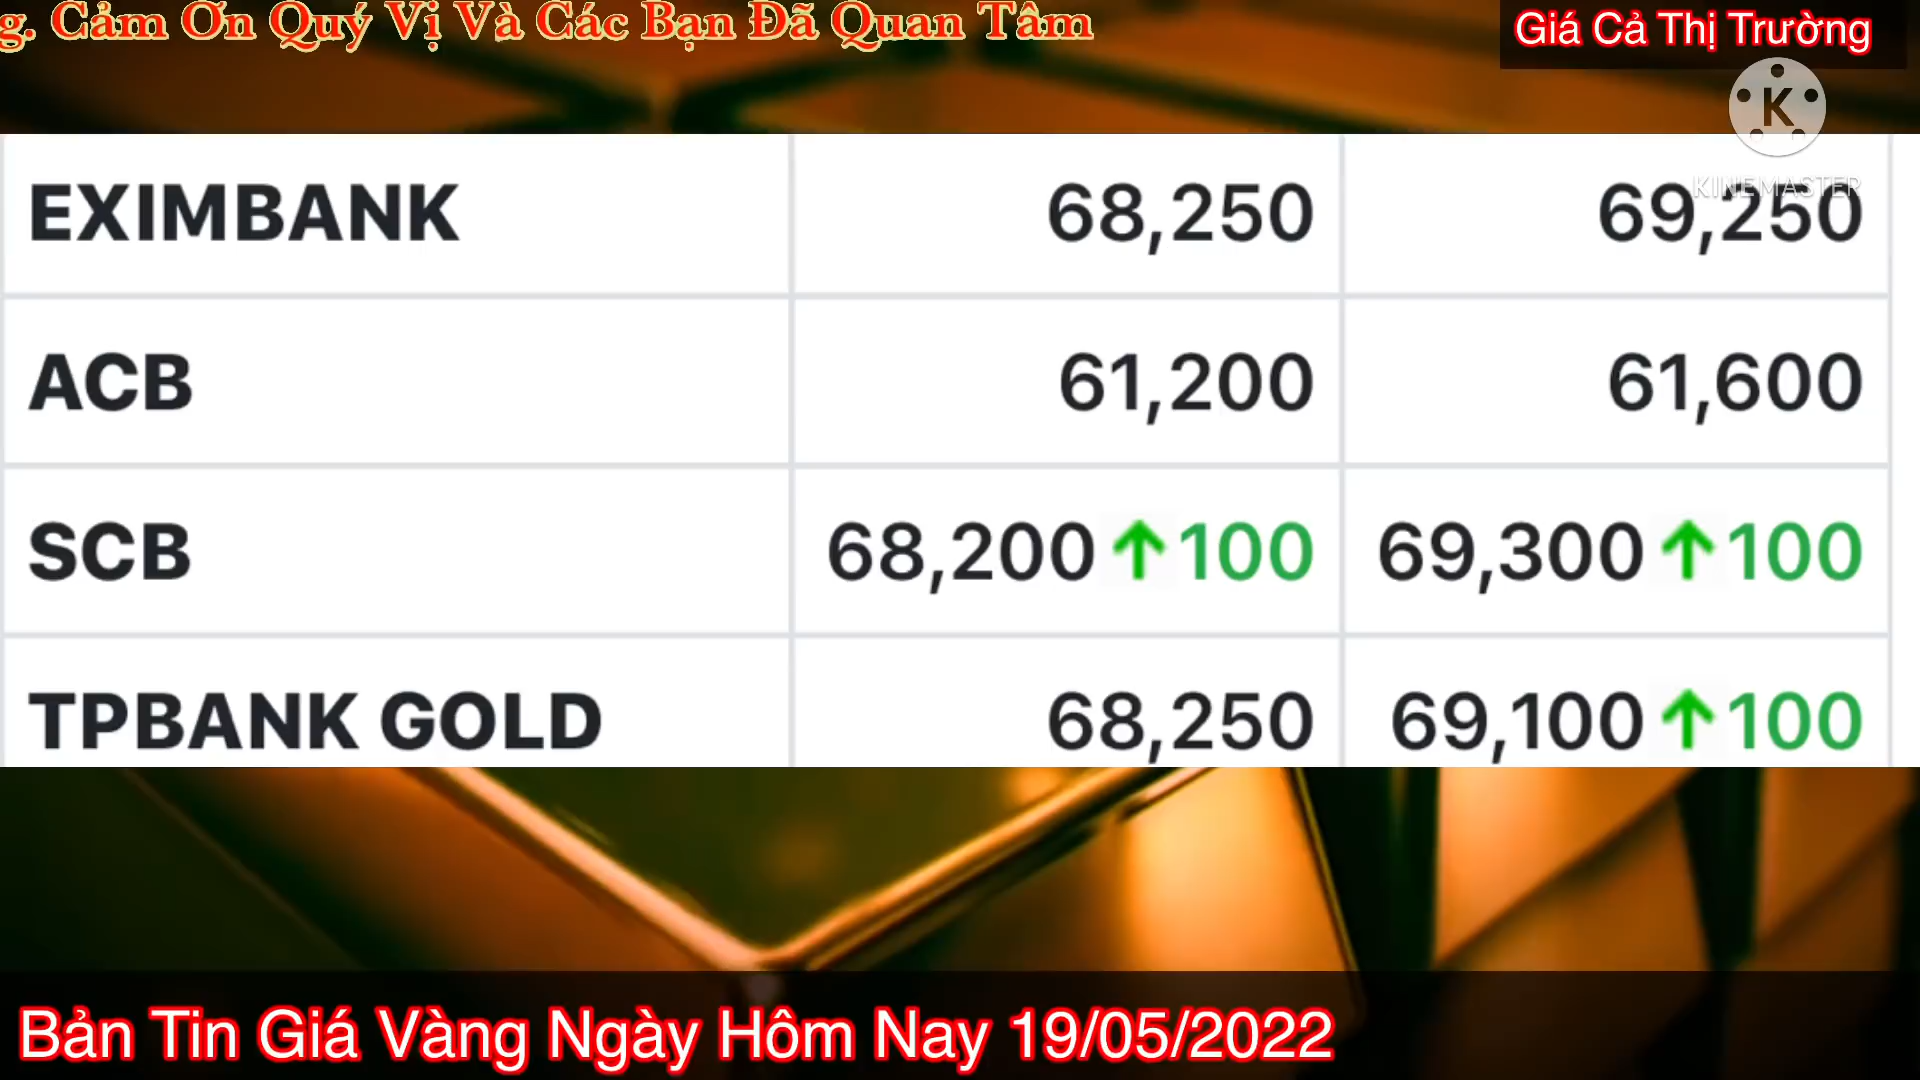 g. Cảm Ơn Quý Vị Và Các Bạn Đã Quan Tâm
Giá Cả Thị Trường
K
KINEMASTER
EXIMBANK 68,250 69,250
ACB 61,200 61,600
SCB 68,200 ↑100 69,300 ↑100
TPBANK GOLD 68,250 69,100 ↑100
Bản Tin Giá Vàng Ngày Hôm Nay 19/05/2022